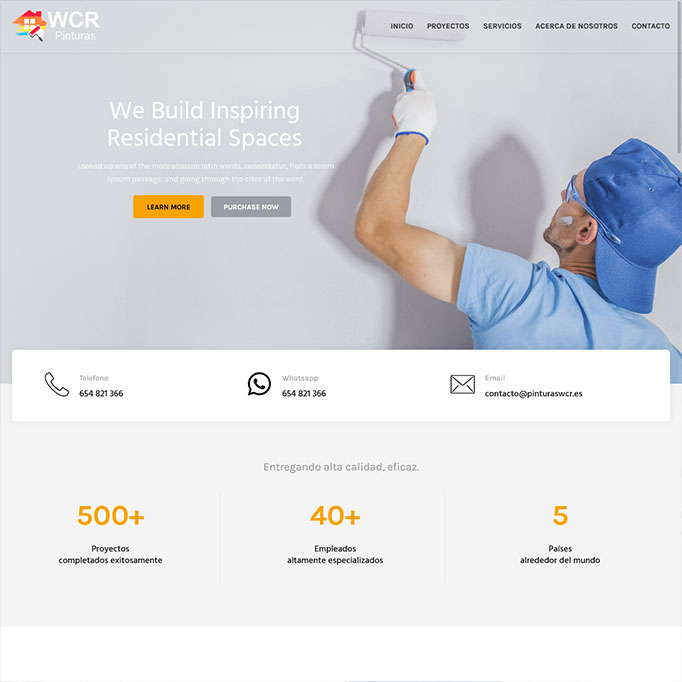 WCR
Pinturas
INICIO PROYECTOS SERVICIOS ACERCA DE NOSOTROS CONTACTO
We Build Inspiring
Residential Spaces
Looked up one of the more obscure latin words, consectetur, from a lorem
ipsum passage, and going through the cites of the word.
LEARN MORE PURCHASE NOW
Telefono
654 821 366
Whatsapp
654 821 366
Email
contacto@pinturaswcr.es
Entregando alta calidad, eficaz.
500+
Proyectos
completados exitosamente
40+
Empleados
altamente especializados
5
Países
alrededor del mundo